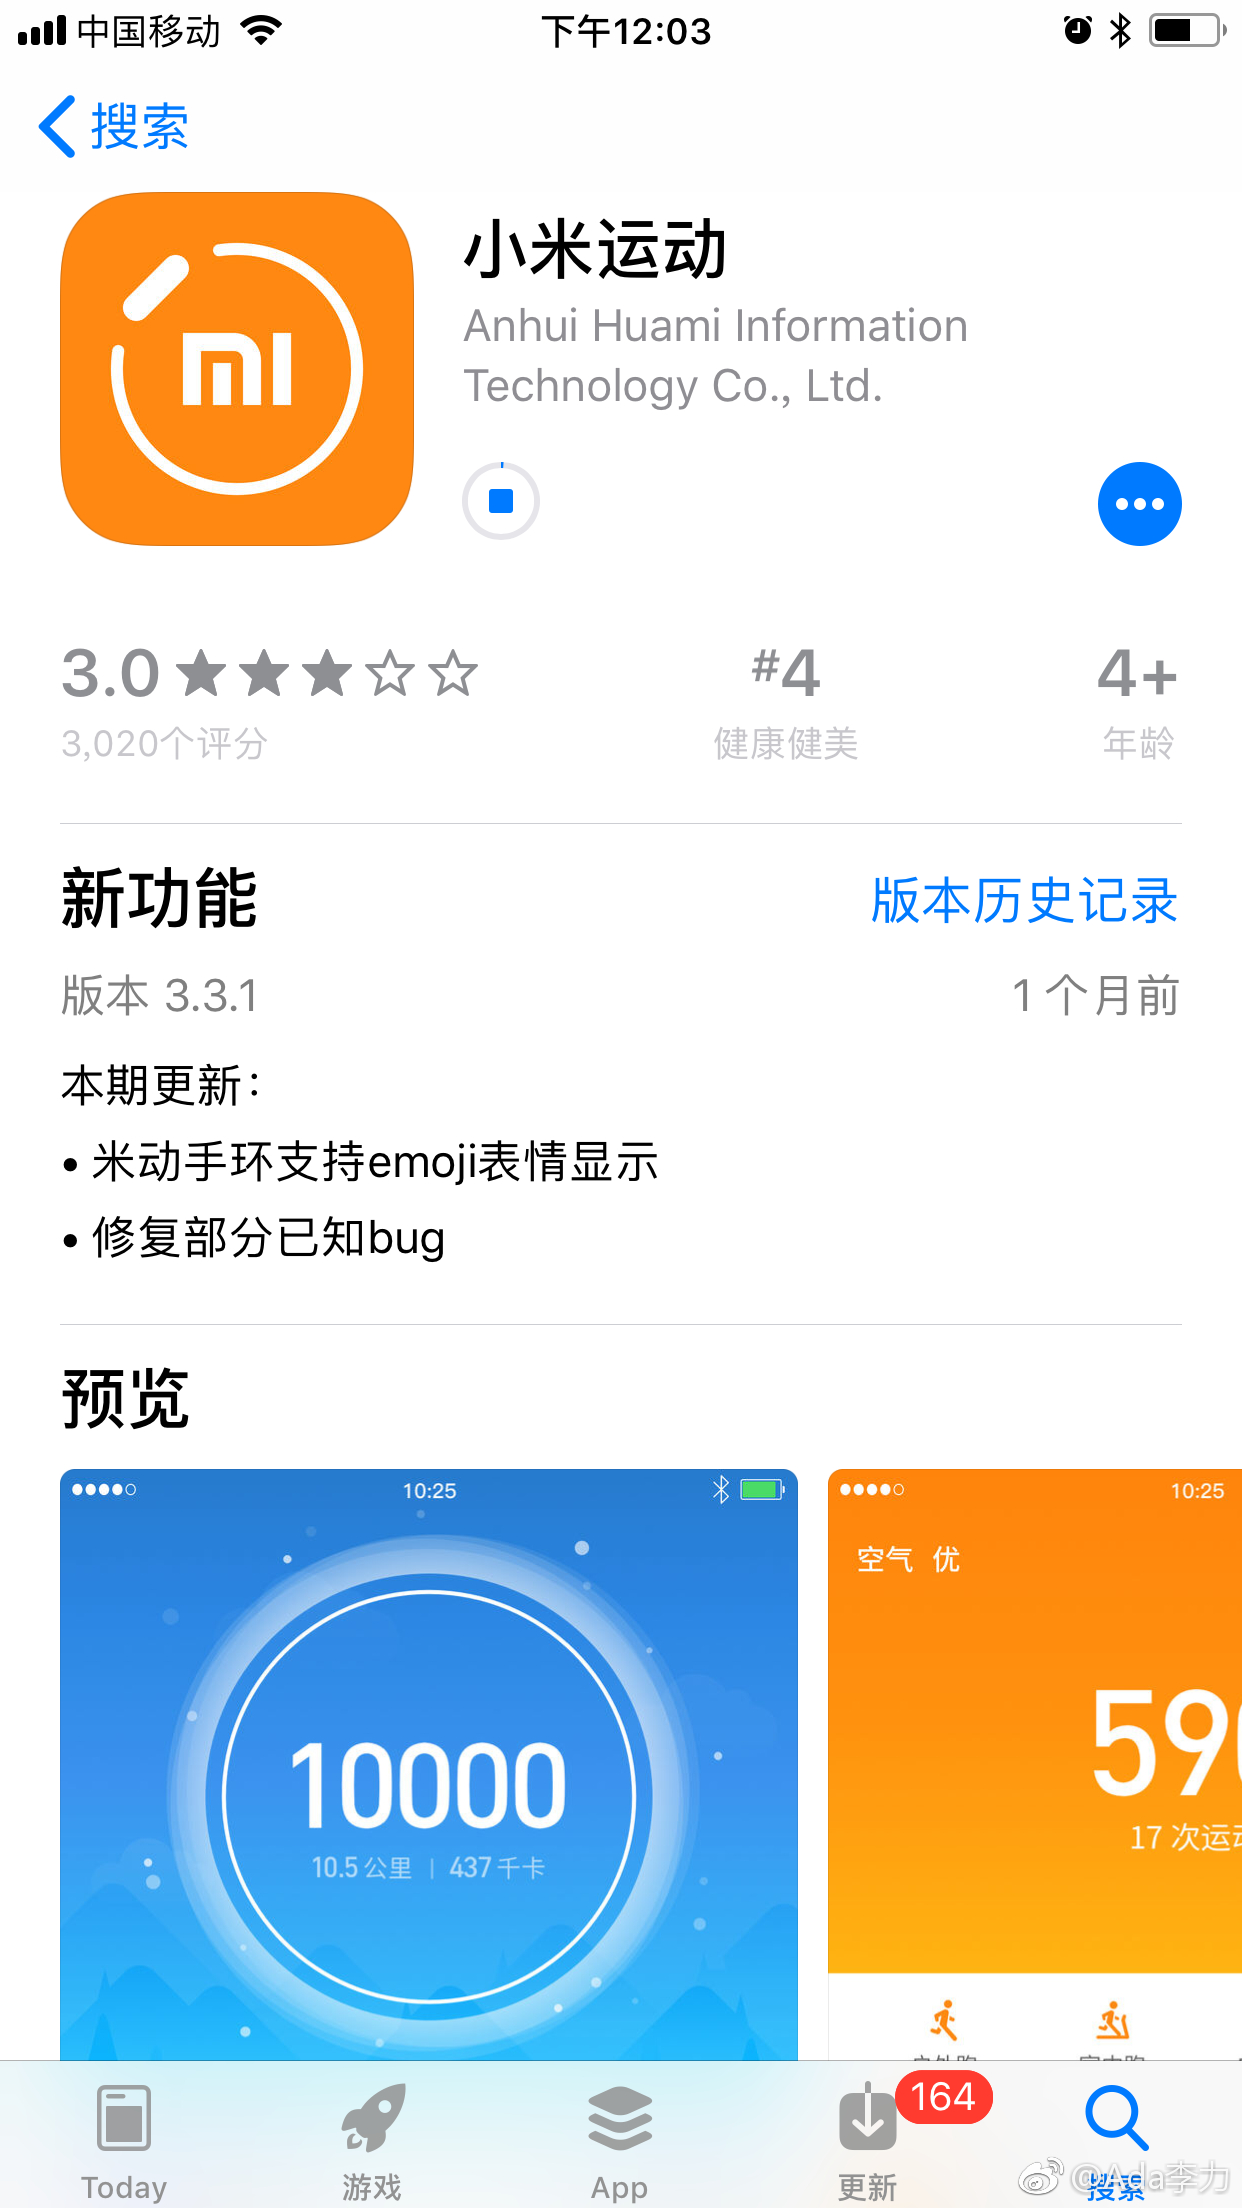 中国移动 下午12:03
搜索
mi
小米运动
Anhui Huami Information
Technology Co., Ltd.
3.0
#4
4+
3,020个评分
健康健美
年龄
新功能
版本历史记录
版本 3.3.1
1 个月前
本期更新：
• 米动手环支持emoji表情显示
• 修复部分已知bug
预览
10:25
10000
10.5 公里 | 437 千卡
10:25
空气 优
590
17 次运动
164
Today
游戏
App
更新
搜索
@Ada李力